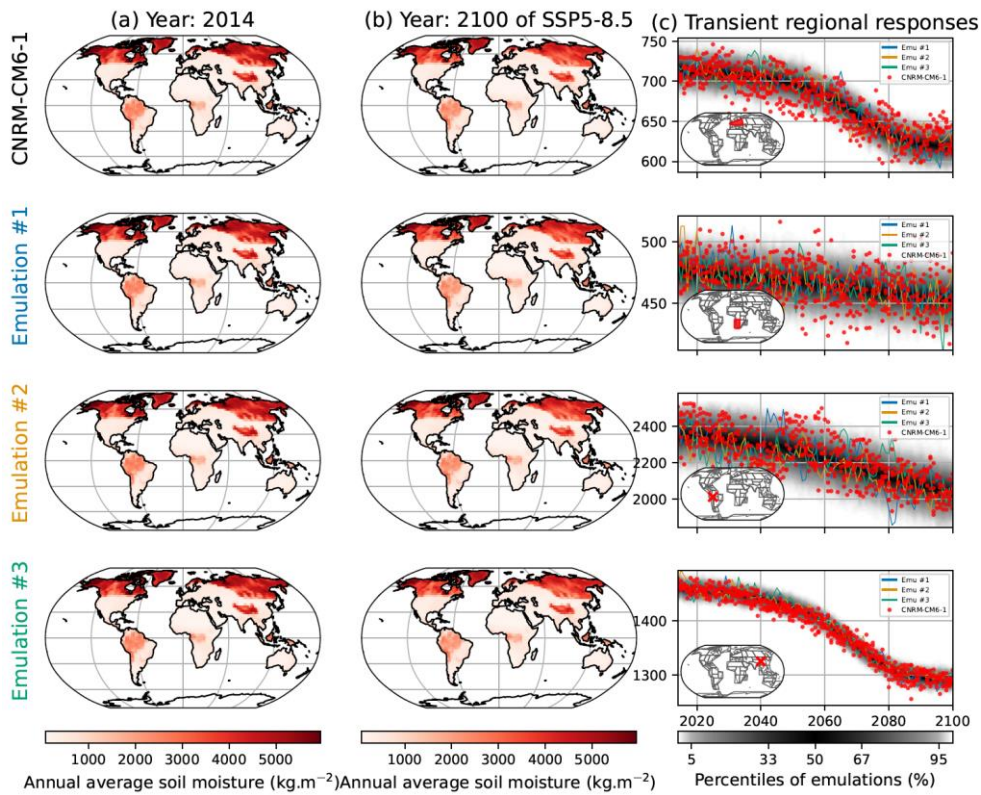 (a) Year: 2014
(b) Year: 2100 of SSP5-8.5
(c) Transient regional responses
CNRM-CM6-1
750
700
650
600
Emu #1
Emu #2
Emu #3
CNRM-CM6-1
Emulation #1
500
450
Emu #1
Emu #2
Emu #3
CNRM-CM6-1
Emulation #2
2400
2200
2000
Emu #1
Emu #2
Emu #3
CNRM-CM6-1
Emulation #3
1400
1300
Emu #1
Emu #2
Emu #3
CNRM-CM6-1
2020 2040 2060 2080 2100
1000 2000 3000 4000 5000
Annual average soil moisture (kg.m⁻²)
1000 2000 3000 4000 5000
Annual average soil moisture (kg.m⁻²)
5 33 50 67 95
Percentiles of emulations (%)